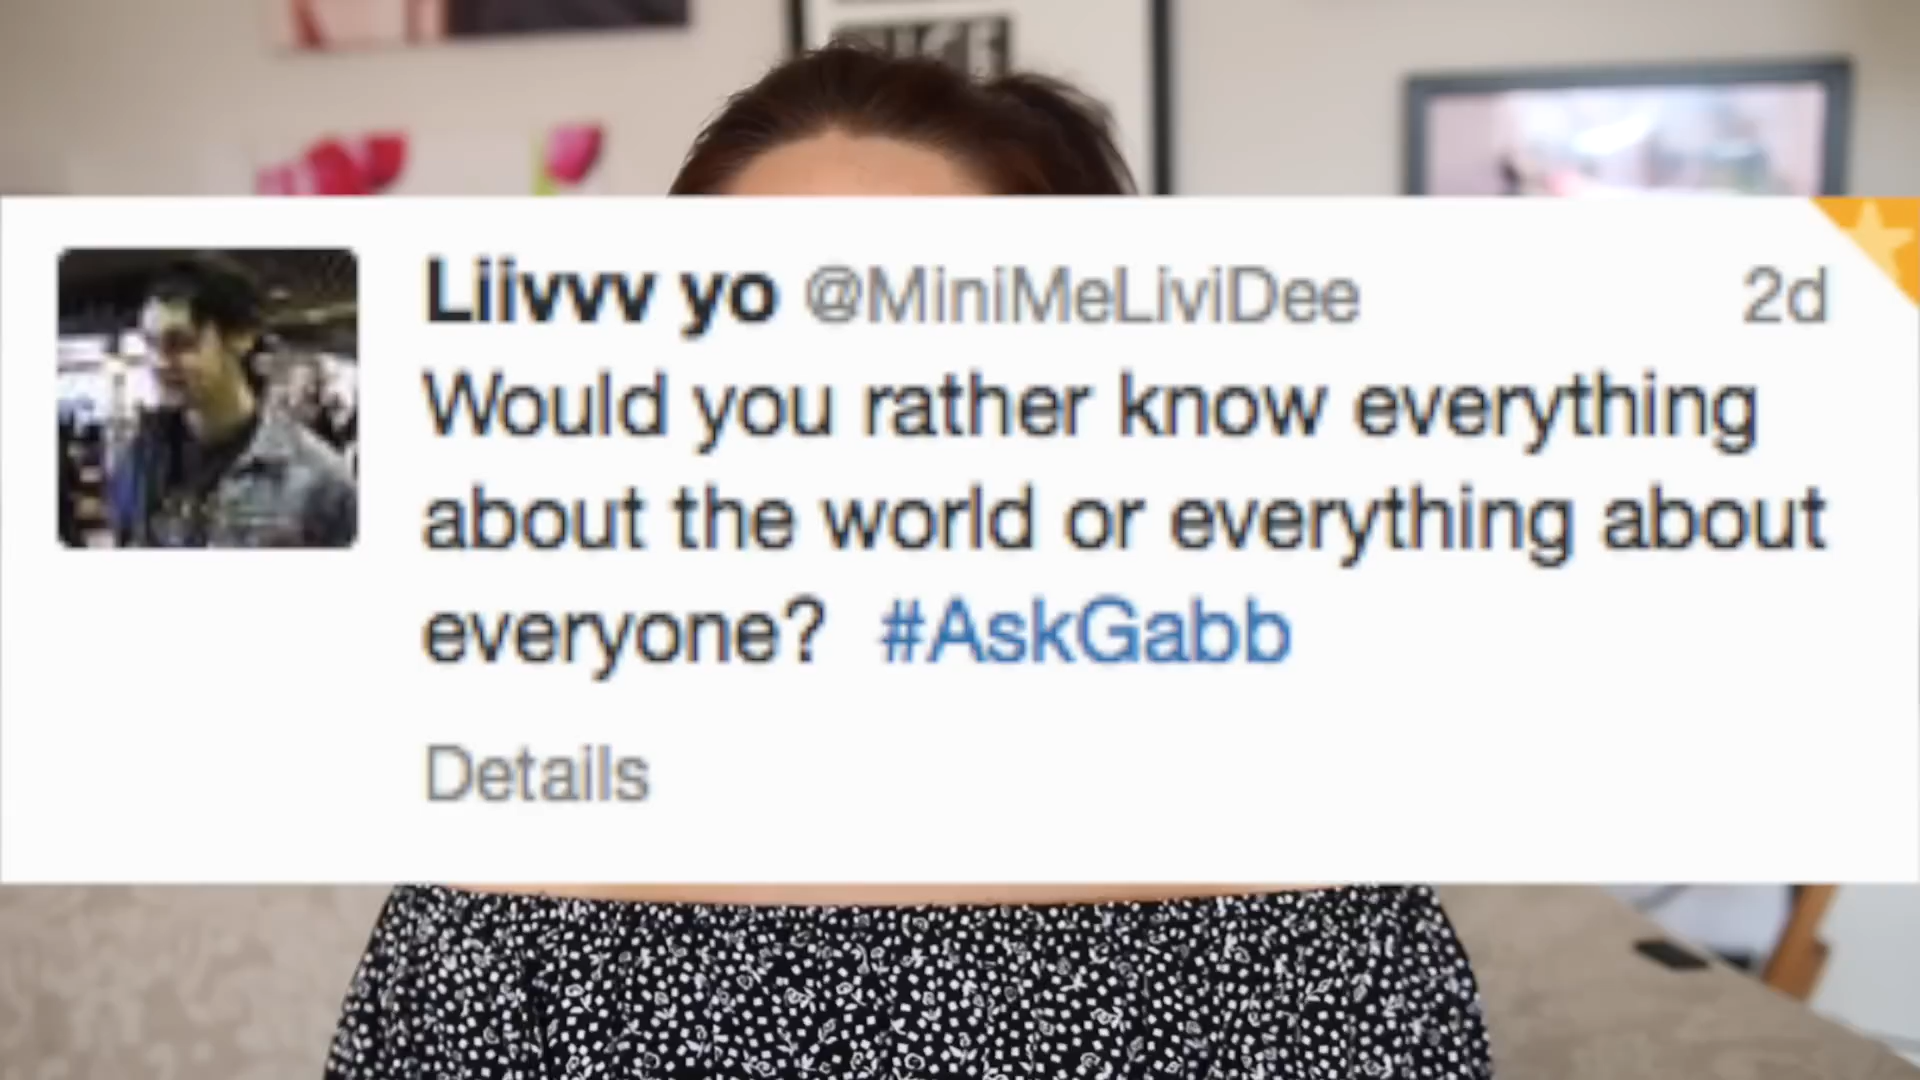 Liivvv yo @MiniMeLiviDee 2d
Would you rather know everything
about the world or everything about
everyone? #AskGabb
Details